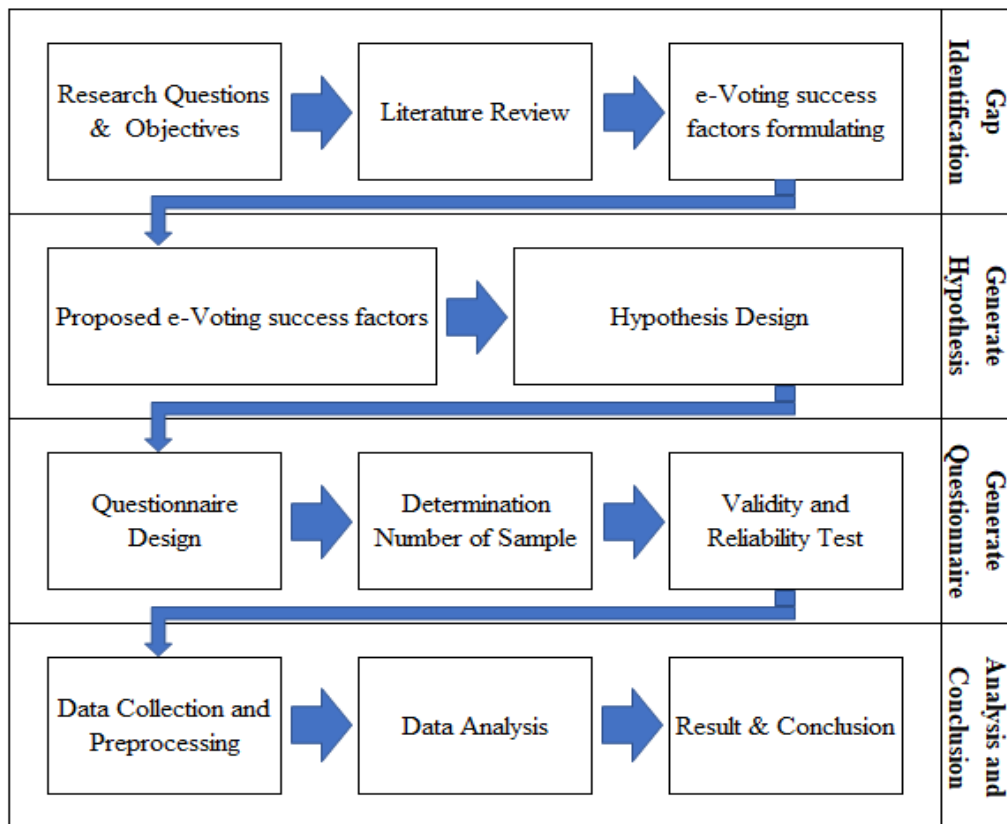 Research Questions
& Objectives
Literature Review
e-Voting success
factors formulating
Gap
Identification
Proposed e-Voting success factors
Hypothesis Design
Generate
Hypothesis
Questionnaire
Design
Determination
Number of Sample
Validity and
Reliability Test
Generate
Questionnaire
Data Collection and
Preprocessing
Data Analysis
Result & Conclusion
Analysis and
Conclusion